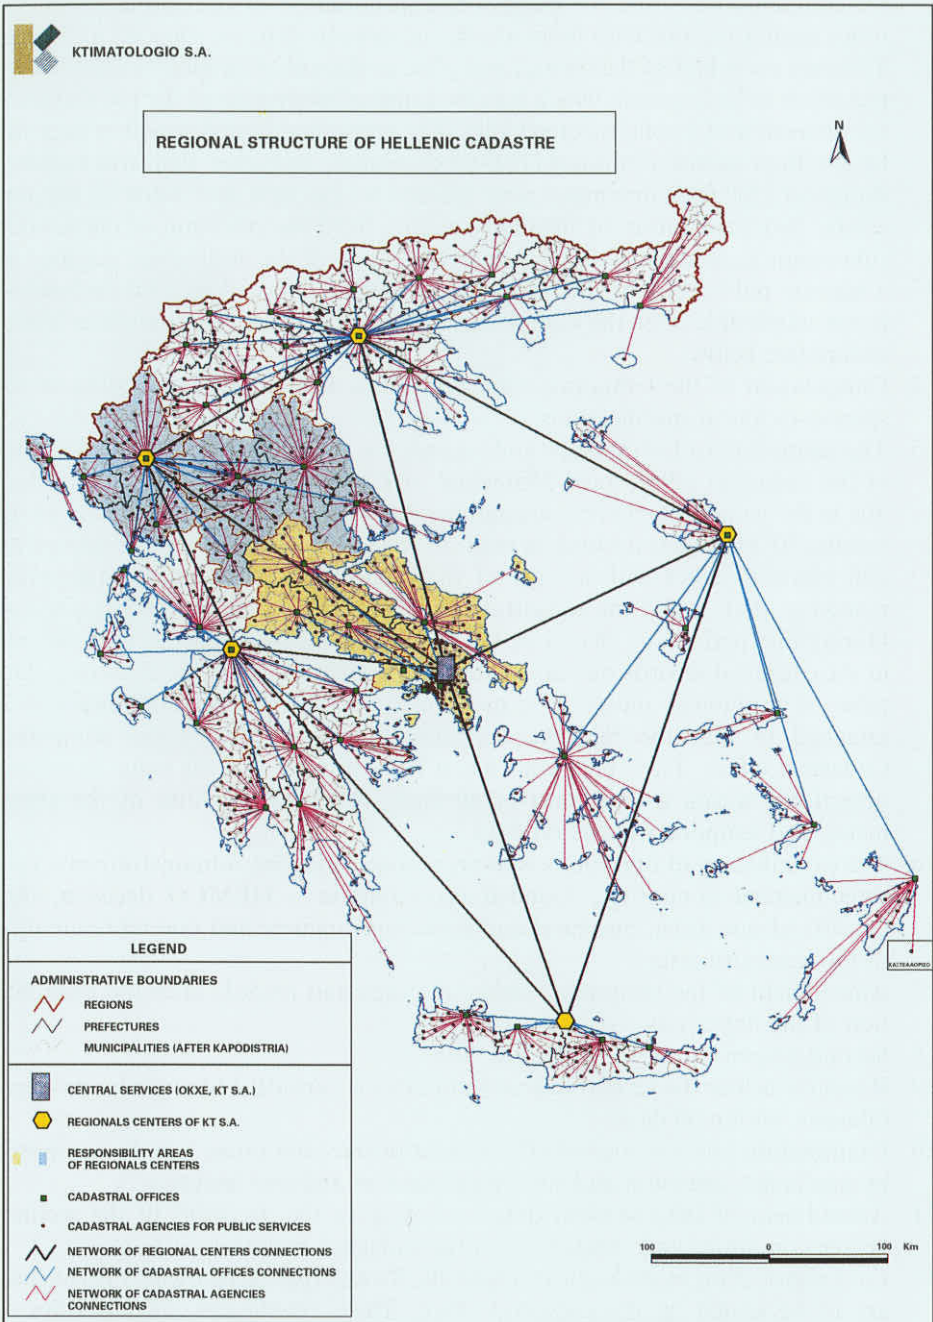 KTIMATOLOGIO S.A.
REGIONAL STRUCTURE OF HELLENIC CADASTRE
N
ΚΑΣΤΕΛΛΟΡΙΖΟ
LEGEND
ADMINISTRATIVE BOUNDARIES
REGIONS
PREFECTURES
MUNICIPALITIES (AFTER KAPODISTRIA)
CENTRAL SERVICES (OKXE, KT S.A.)
REGIONALS CENTERS OF KT S.A.
RESPONSIBILITY AREAS
OF REGIONALS CENTERS
CADASTRAL OFFICES
CADASTRAL AGENCIES FOR PUBLIC SERVICES
NETWORK OF REGIONAL CENTERS CONNECTIONS
NETWORK OF CADASTRAL OFFICES CONNECTIONS
NETWORK OF CADASTRAL AGENCIES
CONNECTIONS
100 0 100 Km